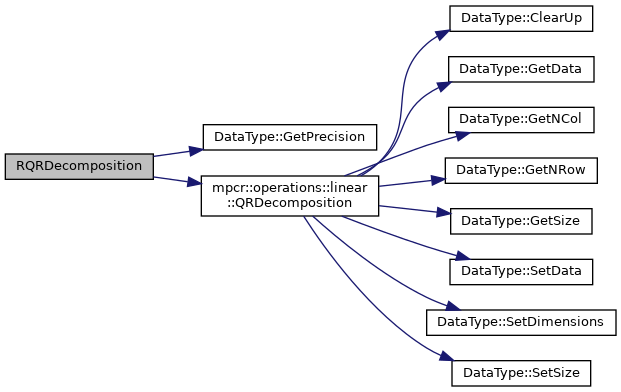 RQRDecomposition
DataType::GetPrecision
mpcr::operations::linear
::QRDecomposition
DataType::ClearUp
DataType::GetData
DataType::GetNCol
DataType::GetNRow
DataType::GetSize
DataType::SetData
DataType::SetDimensions
DataType::SetSize